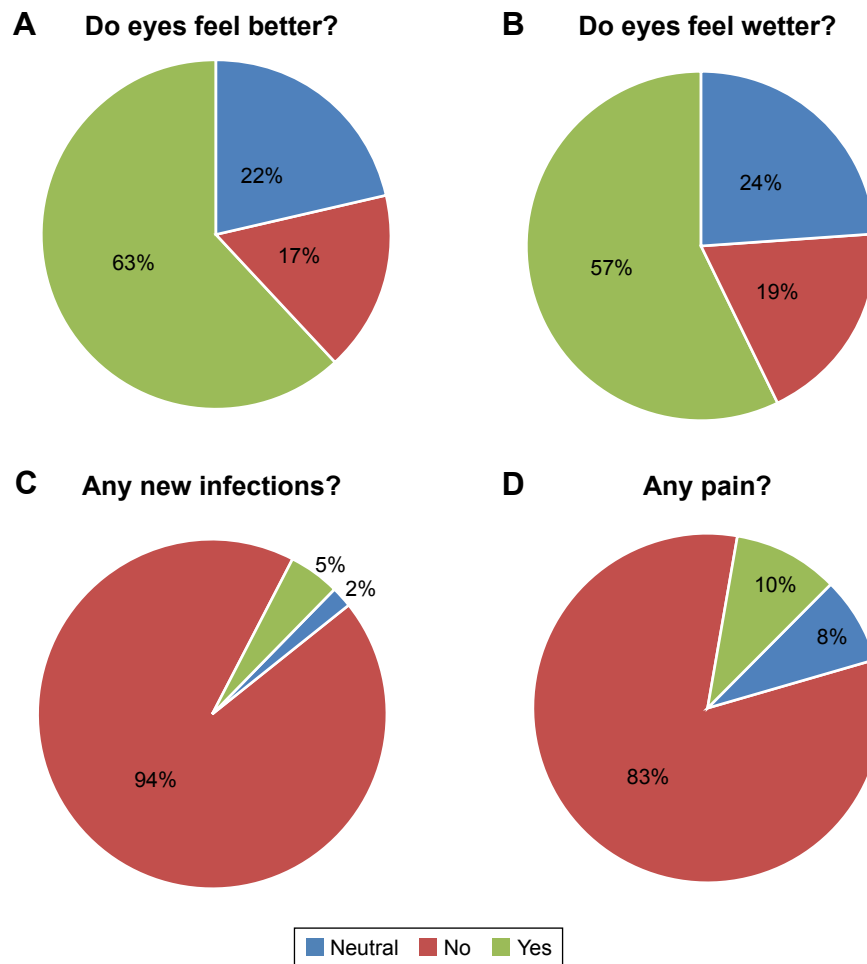 A Do eyes feel better?
22%
17%
63%
B Do eyes feel wetter?
24%
19%
57%
C Any new infections?
5%
2%
94%
D Any pain?
10%
8%
83%
Neutral No Yes